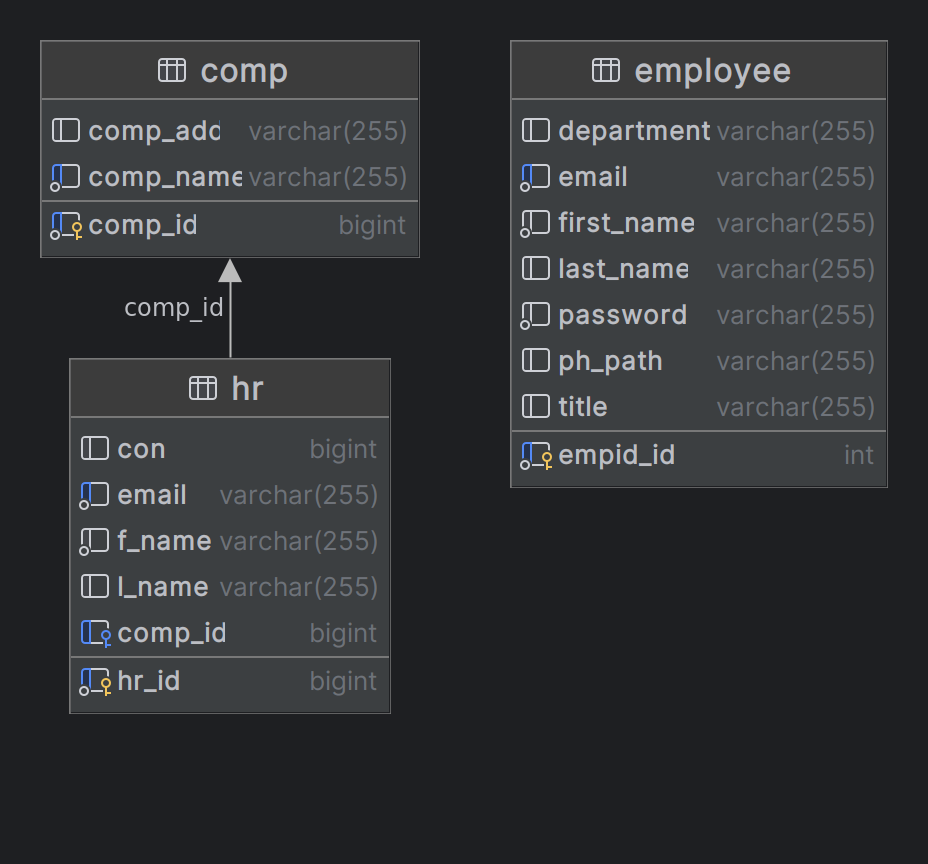 comp
comp_add varchar(255)
comp_name varchar(255)
comp_id bigint
comp_id
hr
con bigint
email varchar(255)
f_name varchar(255)
l_name varchar(255)
comp_id bigint
hr_id bigint
employee
department varchar(255)
email varchar(255)
first_name varchar(255)
last_name varchar(255)
password varchar(255)
ph_path varchar(255)
title varchar(255)
empid_id int